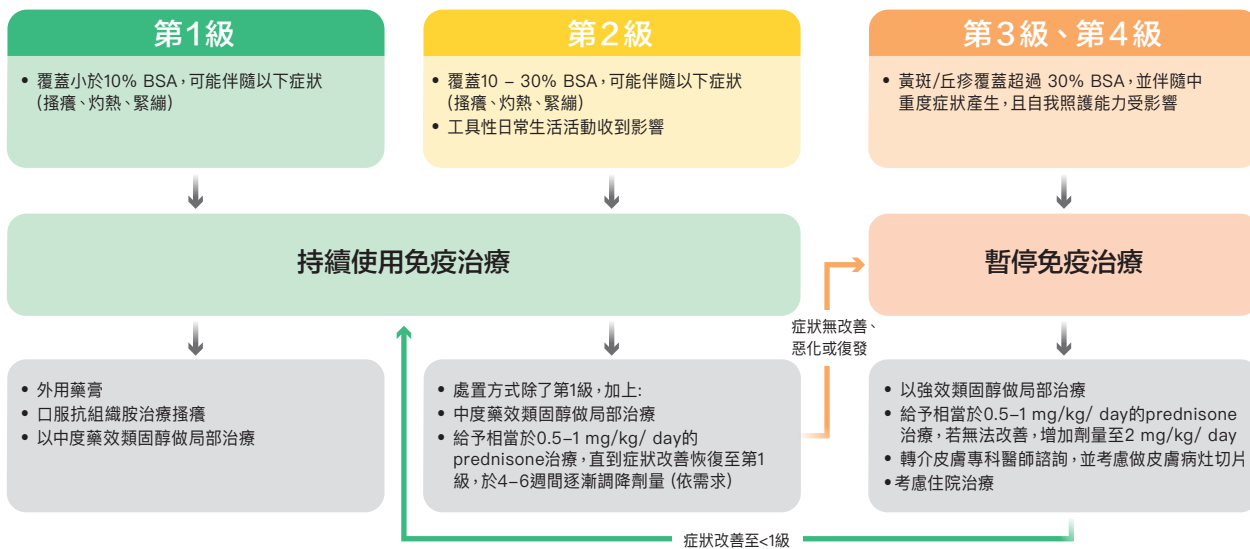 第1級
• 覆蓋小於10% BSA，可能伴隨以下症狀
(搔癢、灼熱、緊繃)
第2級
• 覆蓋10 – 30% BSA，可能伴隨以下症狀
(搔癢、灼熱、緊繃)
• 工具性日常生活活動收到影響
第3級、第4級
• 黃斑/丘疹覆蓋超過 30% BSA，並伴隨中
重度症狀產生，且自我照護能力受影響
持續使用免疫治療
暫停免疫治療
症狀無改善、
惡化或復發
• 外用藥膏
• 口服抗組織胺治療搔癢
• 以中度藥效類固醇做局部治療
• 處置方式除了第1級，加上:
• 中度藥效類固醇做局部治療
• 給予相當於0.5–1 mg/kg/ day的
prednisone治療，直到症狀改善恢復至第1
級，於4–6週間逐漸調降劑量 (依需求)
• 以強效類固醇做局部治療
• 給予相當於0.5–1 mg/kg/ day的prednisone
治療，若無法改善，增加劑量至2 mg/kg/ day
• 轉介皮膚專科醫師諮詢，並考慮做皮膚病灶切片
• 考慮住院治療
症狀改善至<1級